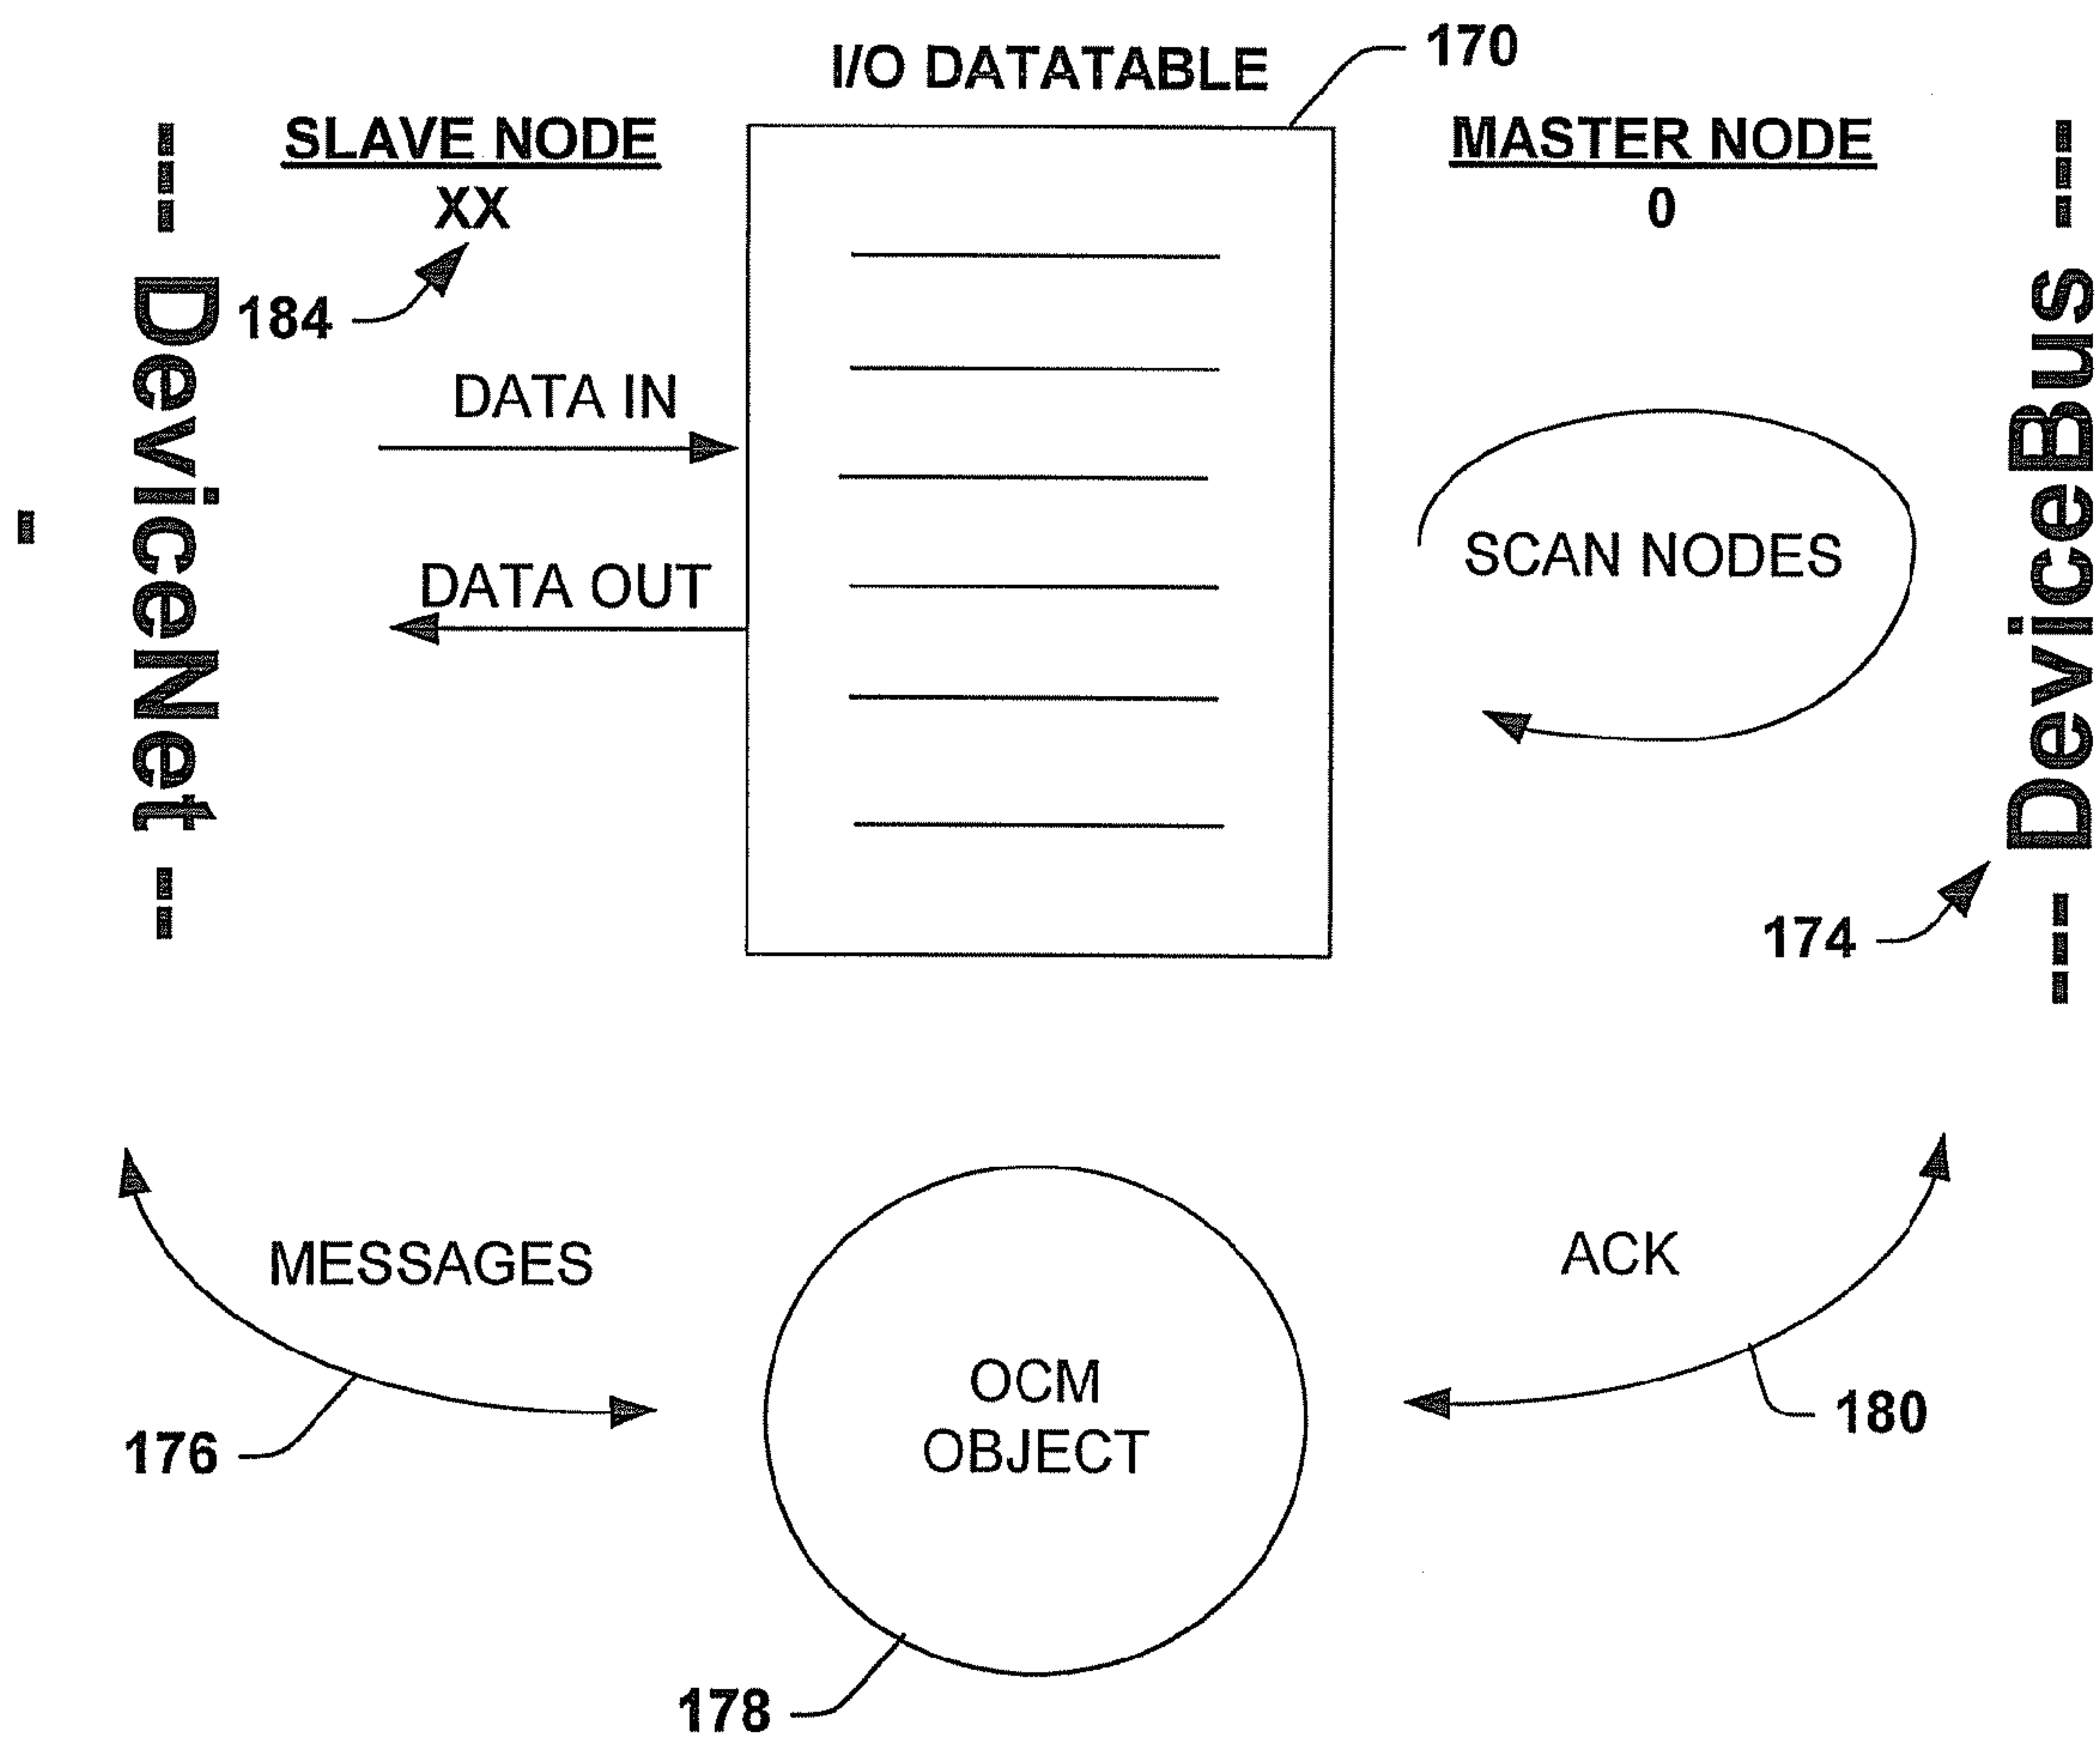 I/O DATATABLE
170
SLAVE NODE
XX
184
MASTER NODE
0
--- DeviceNet --
-
DATA IN
DATA OUT
SCAN NODES
--- DeviceBus ---
174
MESSAGES
176
OCM
OBJECT
178
ACK
180